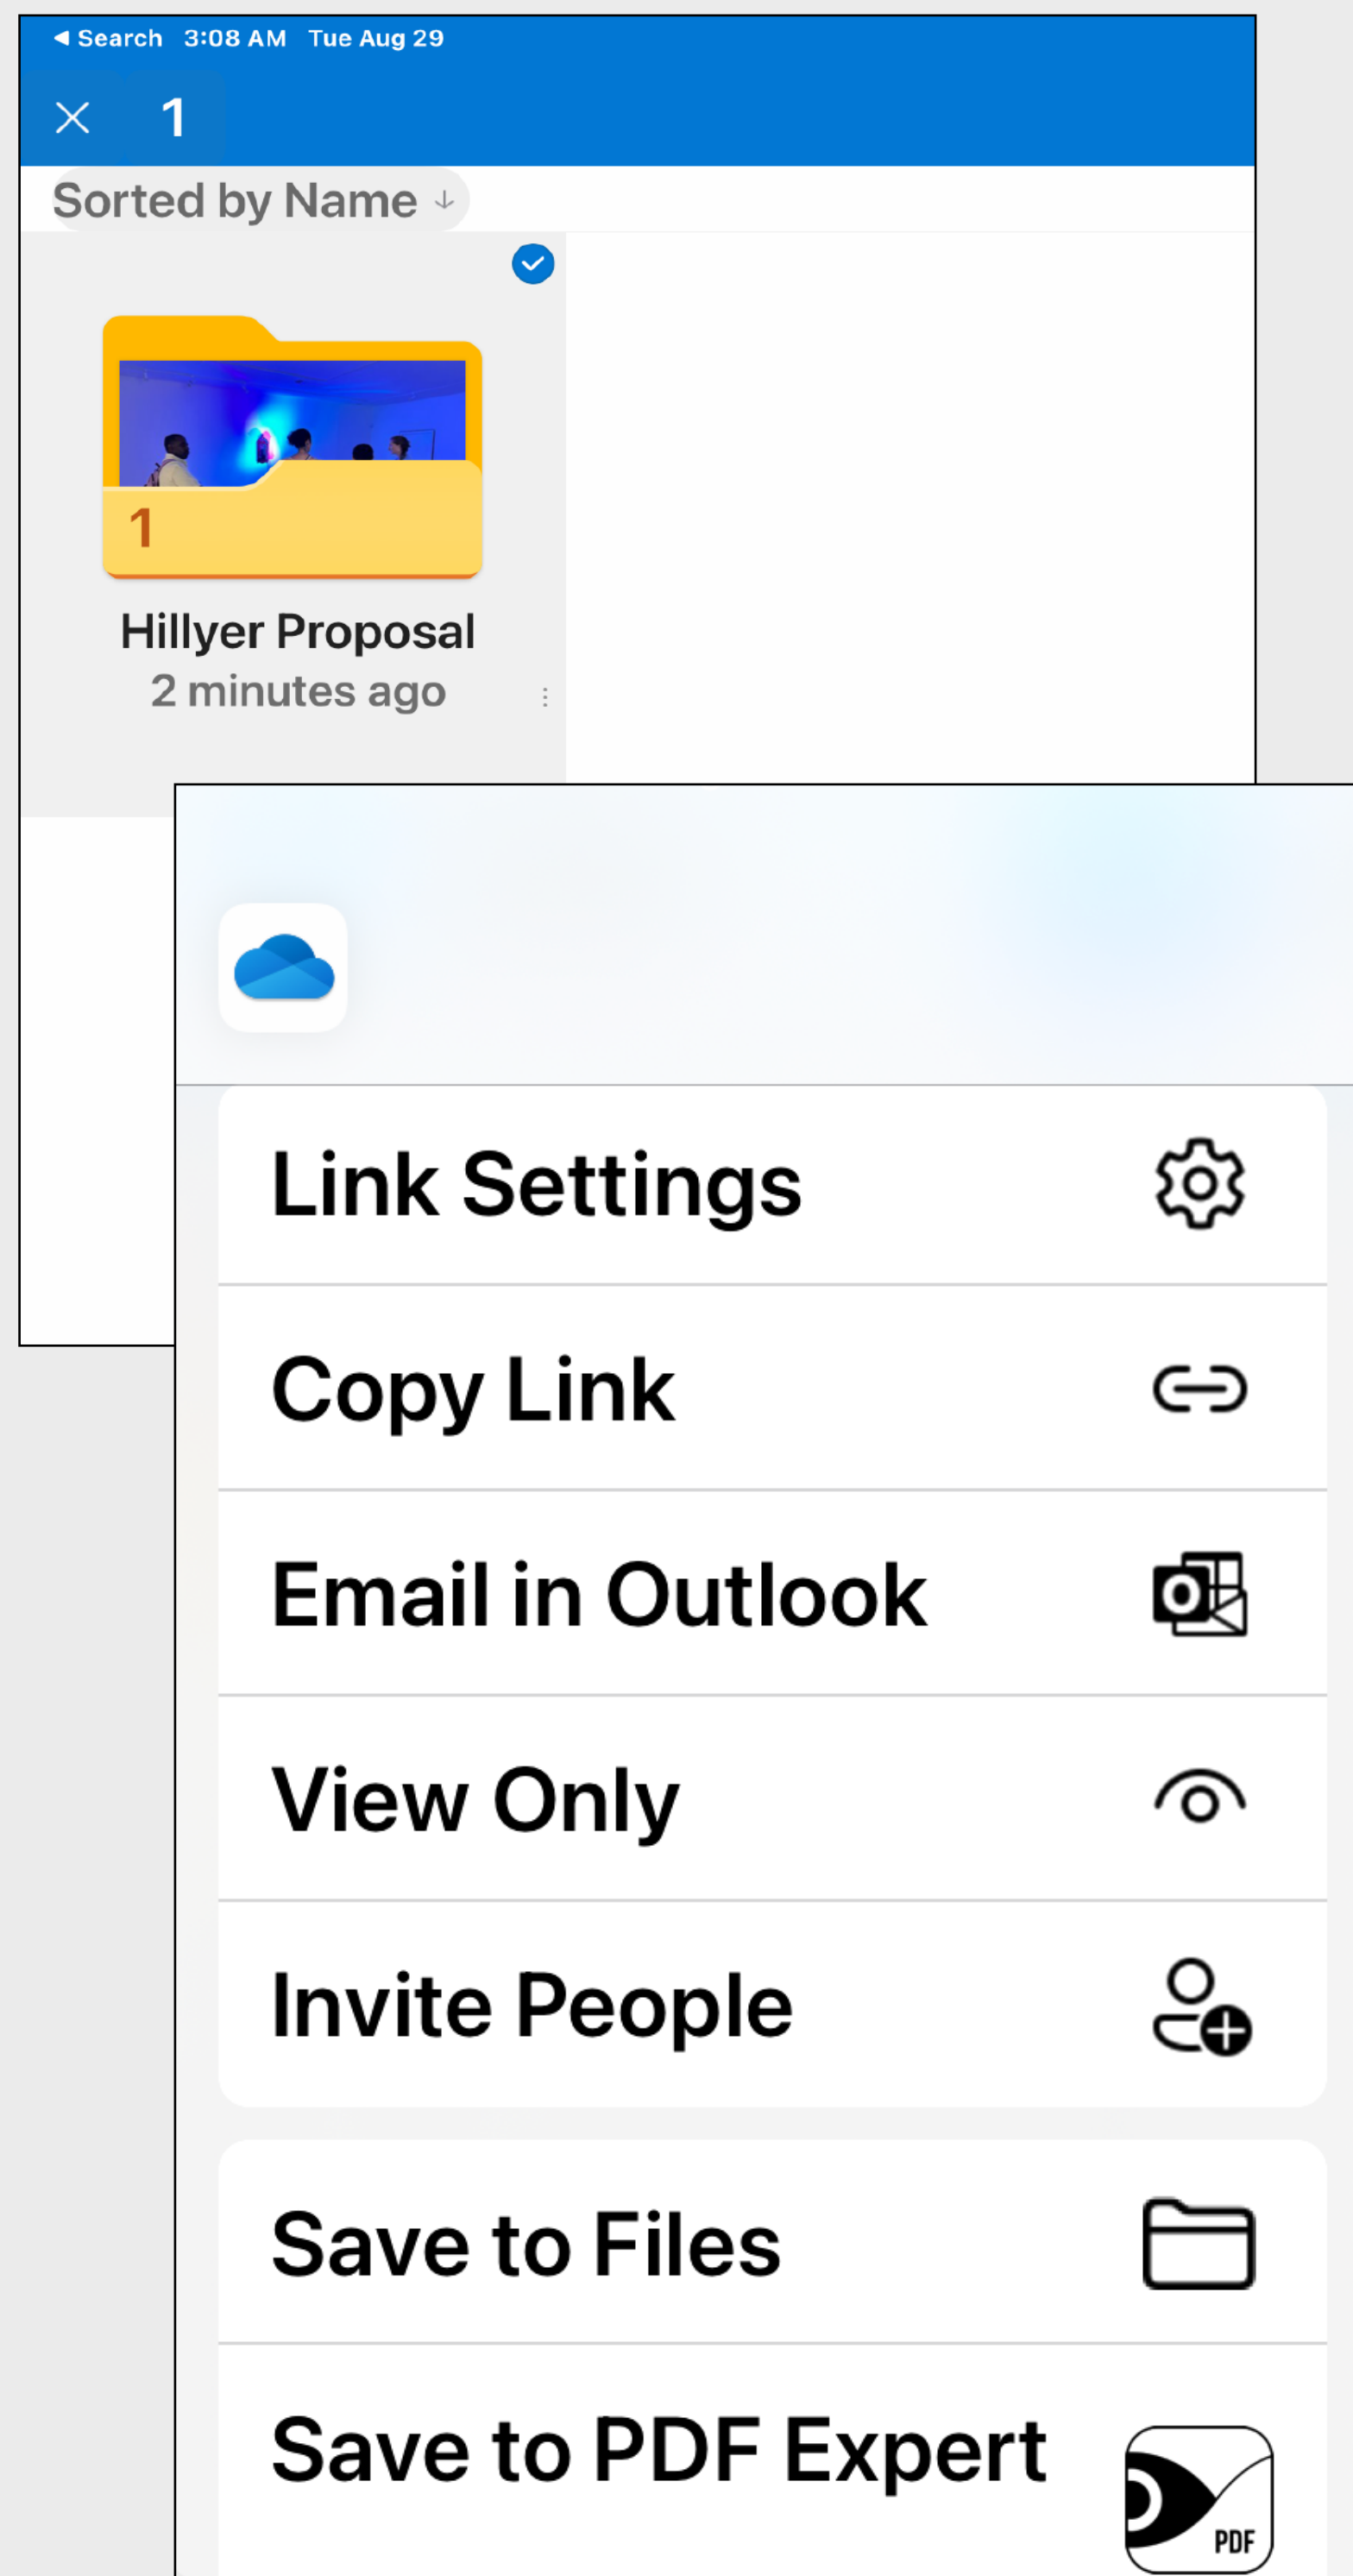 ◀ Search 3:08 AM Tue Aug 29
1
Sorted by Name ↓
1
Hillyer Proposal
2 minutes ago
Link Settings
Copy Link
Email in Outlook
View Only
Invite People
Save to Files
Save to PDF Expert
PDF